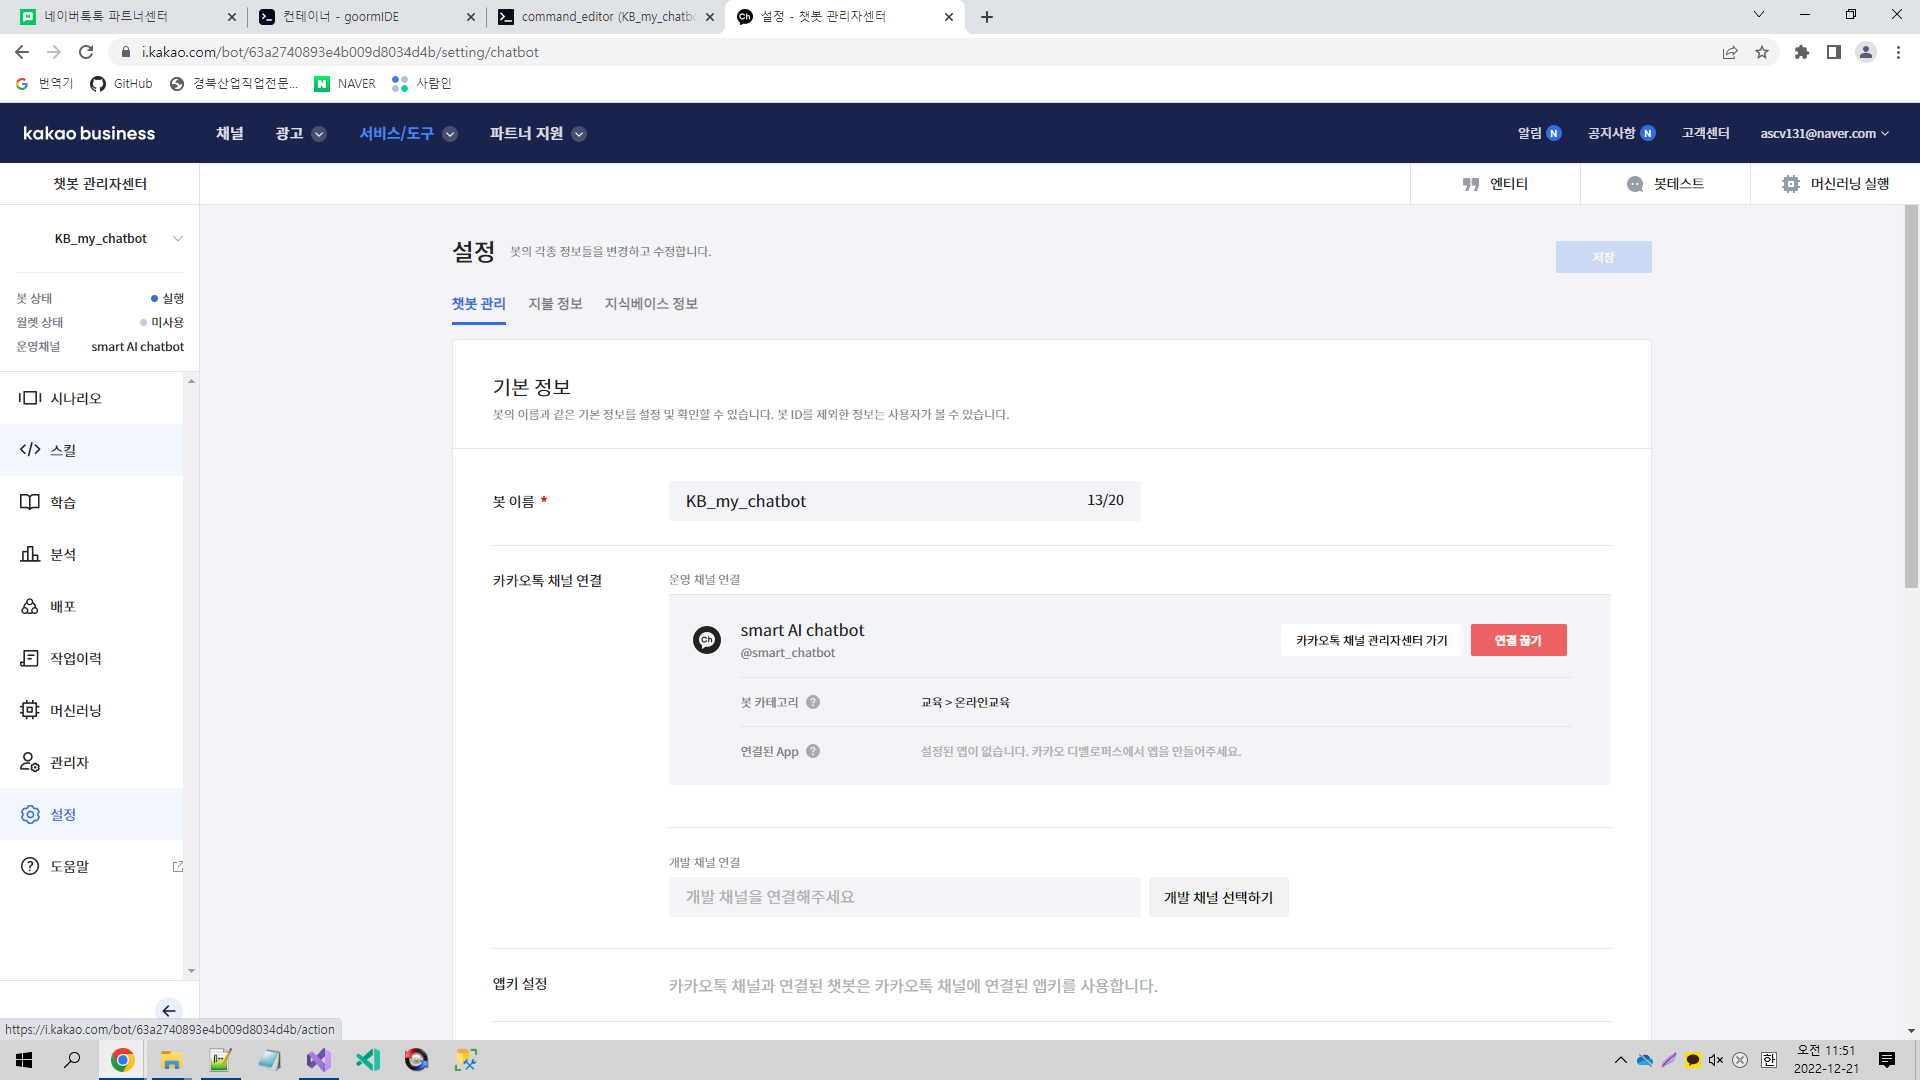 네이버톡톡 파트너센터
컨테이너 - goormIDE
command_editor (KB_my_chatb
설정 - 챗봇 관리자센터
i.kakao.com/bot/63a2740893e4b009d8034d4b/setting/chatbot
번역기
GitHub
경북산업직업전문...
NAVER
사람인
kakao business
채널
광고
서비스/도구
파트너 지원
알림 N
공지사항 N
고객센터
ascv131@naver.com
챗봇 관리자센터
엔티티
봇테스트
머신러닝 실행
KB_my_chatbot
봇 상태
실행
월렛 상태
미사용
운영채널
smart AI chatbot
시나리오
스킬
학습
분석
배포
작업이력
머신러닝
관리자
설정
도움말
설정
봇의 각종 정보들을 변경하고 수정합니다.
저장
챗봇 관리
지불 정보
지식베이스 정보
기본 정보
봇의 이름과 같은 기본 정보를 설정 및 확인할 수 있습니다. 봇 ID를 제외한 정보는 사용자가 볼 수 있습니다.
봇 이름 *
KB_my_chatbot
13/20
카카오톡 채널 연결
운영 채널 연결
Ch
smart AI chatbot
@smart_chatbot
카카오톡 채널 관리자센터 가기
연결 끊기
봇 카테고리 ?
교육 > 온라인교육
연결된 App ?
설정된 앱이 없습니다. 카카오 디벨로퍼스에서 앱을 만들어주세요.
개발 채널 연결
개발 채널을 연결해주세요
개발 채널 선택하기
앱키 설정
카카오톡 채널과 연결된 챗봇은 카카오톡 채널에 연결된 앱키를 사용합니다.
https://i.kakao.com/bot/63a2740893e4b009d8034d4b/action
한
오전 11:51
2022-12-21